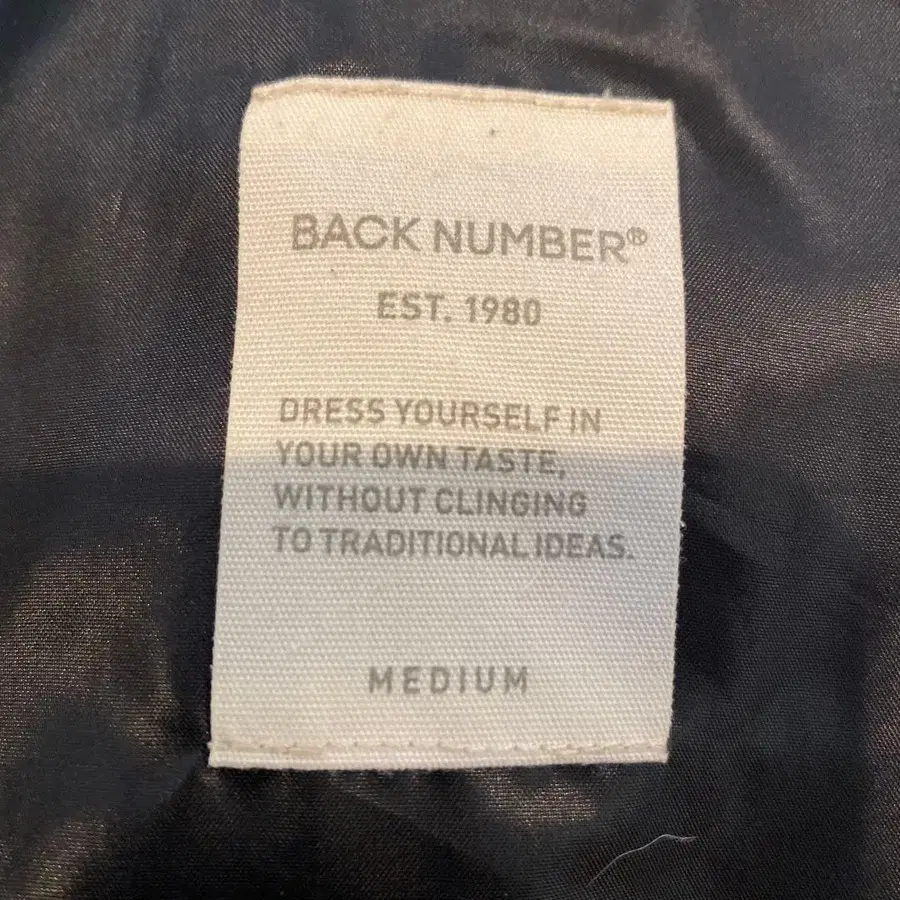 BACK NUMBER®
EST. 1980
DRESS YOURSELF IN
YOUR OWN TASTE,
WITHOUT CLINGING
TO TRADITIONAL IDEAS.
MEDIUM